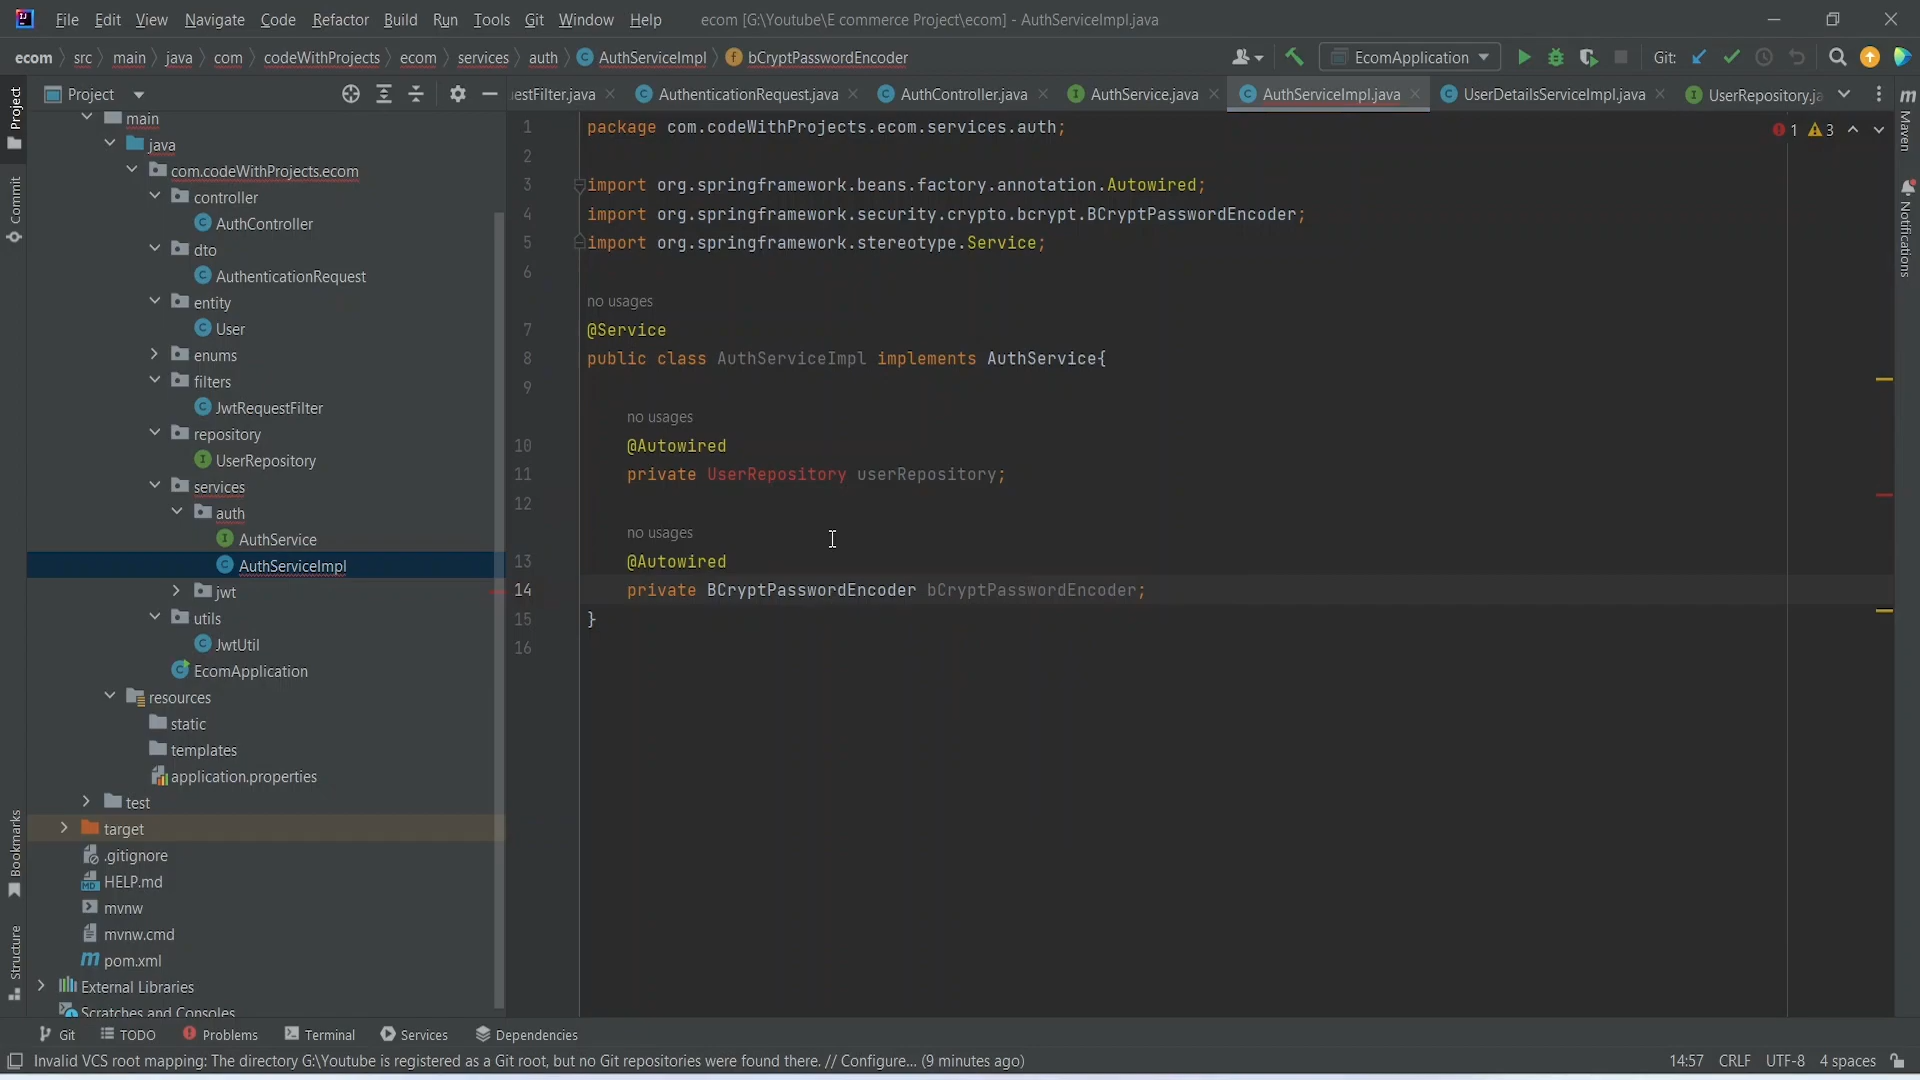 File Edit View Navigate Code Refactor Build Run Tools Git Window Help ecom [G:\Youtube\E commerce Project\ecom] - AuthServiceImpl.java
ecom src main java com codeWithProjects ecom services auth AuthServiceImpl bCryptPasswordEncoder EcomApplication Git:
Project
estFilter.java AuthenticationRequest.java AuthController.java AuthService.java AuthServiceImpl.java UserDetailsServiceImpl.java UserRepository.ja
Project
Commit
Bookmarks
Structure
main
java
com.codeWithProjects.ecom
controller
AuthController
dto
AuthenticationRequest
entity
User
enums
filters
JwtRequestFilter
repository
UserRepository
services
auth
AuthService
AuthServiceImpl
jwt
utils
JwtUtil
EcomApplication
resources
static
templates
application.properties
test
target
.gitignore
HELP.md
mvnw
mvnw.cmd
pom.xml
External Libraries
Scratches and Consoles
1 package com.codeWithProjects.ecom.services.auth;
2
3 import org.springframework.beans.factory.annotation.Autowired;
4 import org.springframework.security.crypto.bcrypt.BCryptPasswordEncoder;
5 import org.springframework.stereotype.Service;
6
no usages
7 @Service
8 public class AuthServiceImpl implements AuthService{
9
no usages
10 @Autowired
11 private UserRepository userRepository;
12
no usages
13 @Autowired
14 private BCryptPasswordEncoder bCryptPasswordEncoder;
15 }
16
1 3
m
Maven
Notifications
Git TODO Problems Terminal Services Dependencies
Invalid VCS root mapping: The directory G:\Youtube is registered as a Git root, but no Git repositories were found there. // Configure... (9 minutes ago) 14:57 CRLF UTF-8 4 spaces